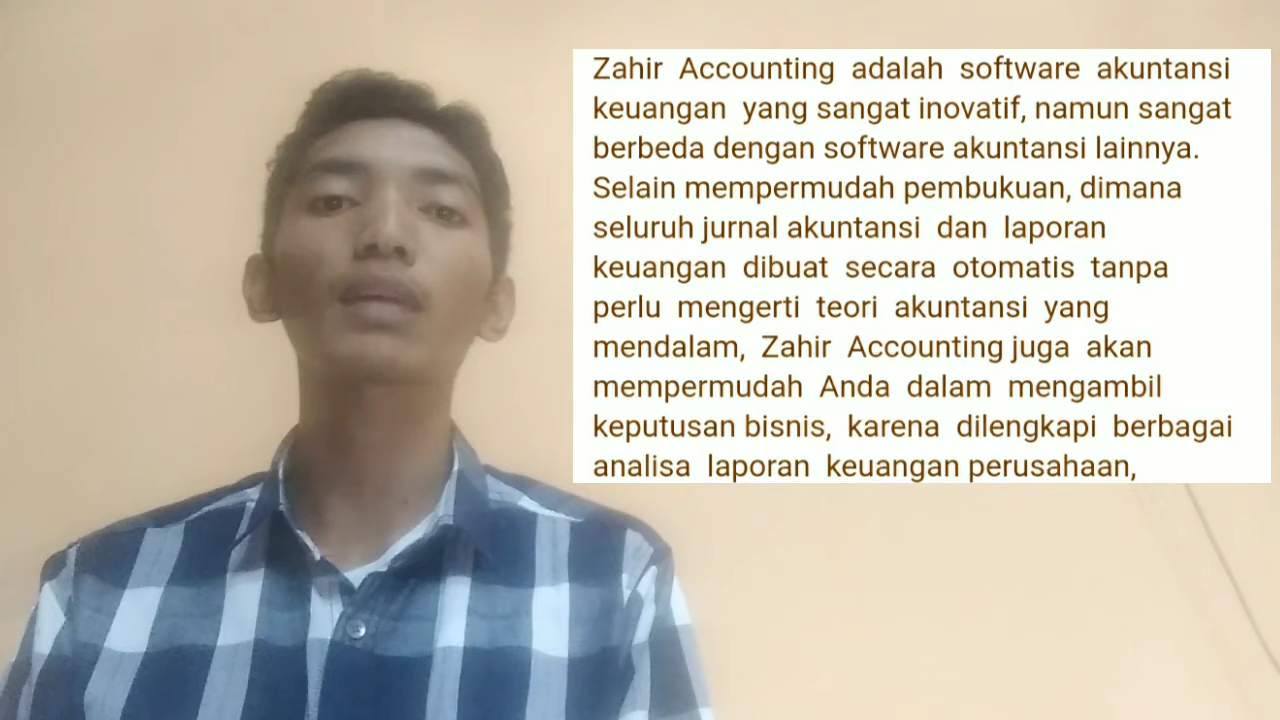 Zahir Accounting adalah software akuntansi
keuangan yang sangat inovatif, namun sangat
berbeda dengan software akuntansi lainnya.
Selain mempermudah pembukuan, dimana
seluruh jurnal akuntansi dan laporan
keuangan dibuat secara otomatis tanpa
perlu mengerti teori akuntansi yang
mendalam, Zahir Accounting juga akan
mempermudah Anda dalam mengambil
keputusan bisnis, karena dilengkapi berbagai
analisa laporan keuangan perusahaan,